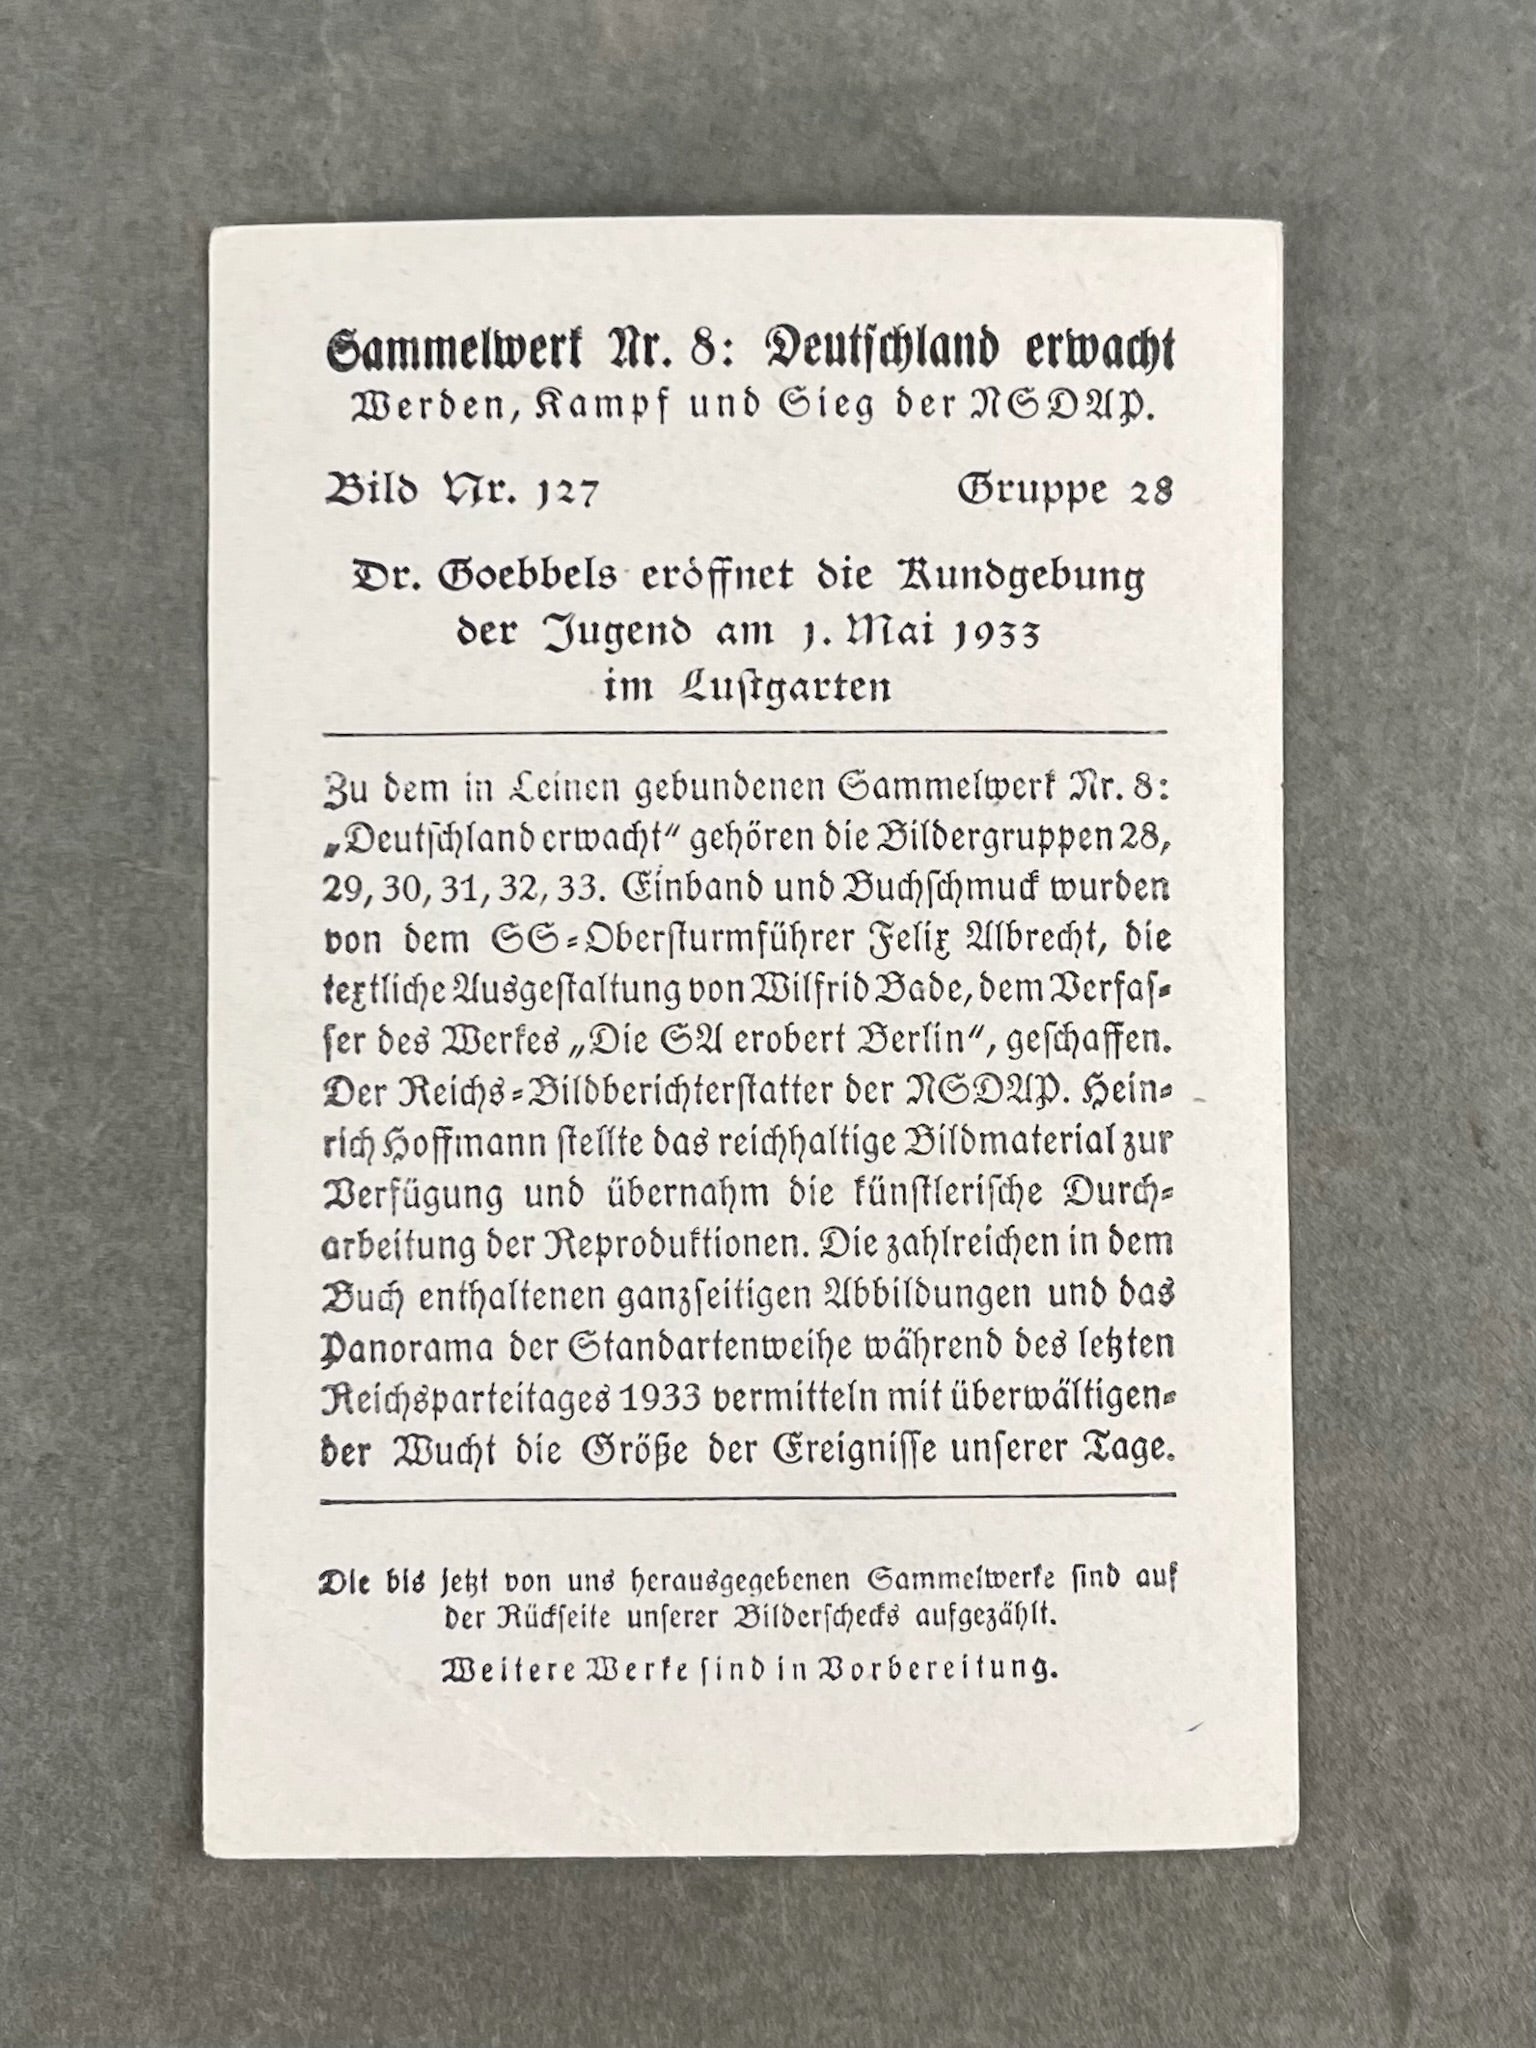 Sammelwerk Nr. 8: Deutschland erwacht
Werden, Kampf und Sieg der NSDAP.
Bild Nr. 127 Gruppe 28
Dr. Goebbels eröffnet die Kundgebung
der Jugend am 1. Mai 1933
im Lustgarten
Zu dem in Leinen gebundenen Sammelwerk Nr. 8:
„Deutschland erwacht“ gehören die Bildergruppen 28,
29, 30, 31, 32, 33. Einband und Buchschmuck wurden
von dem SS-Obersturmführer Felix Albrecht, die
textliche Ausgestaltung von Wilfrid Bade, dem Verfas-
ser des Werkes „Die SA erobert Berlin“, geschaffen.
Der Reichs-Bildberichterstatter der NSDAP. Hein-
rich Hoffmann stellte das reichhaltige Bildmaterial zur
Verfügung und übernahm die künstlerische Durch-
arbeitung der Reproduktionen. Die zahlreichen in dem
Buch enthaltenen ganzseitigen Abbildungen und das
Panorama der Standartenweihe während des letzten
Reichsparteitages 1933 vermitteln mit überwältigen-
der Wucht die Größe der Ereignisse unserer Tage.
Die bis jetzt von uns herausgegebenen Sammelwerke sind auf
der Rückseite unserer Bilderschecks aufgezählt.
Weitere Werke sind in Vorbereitung.